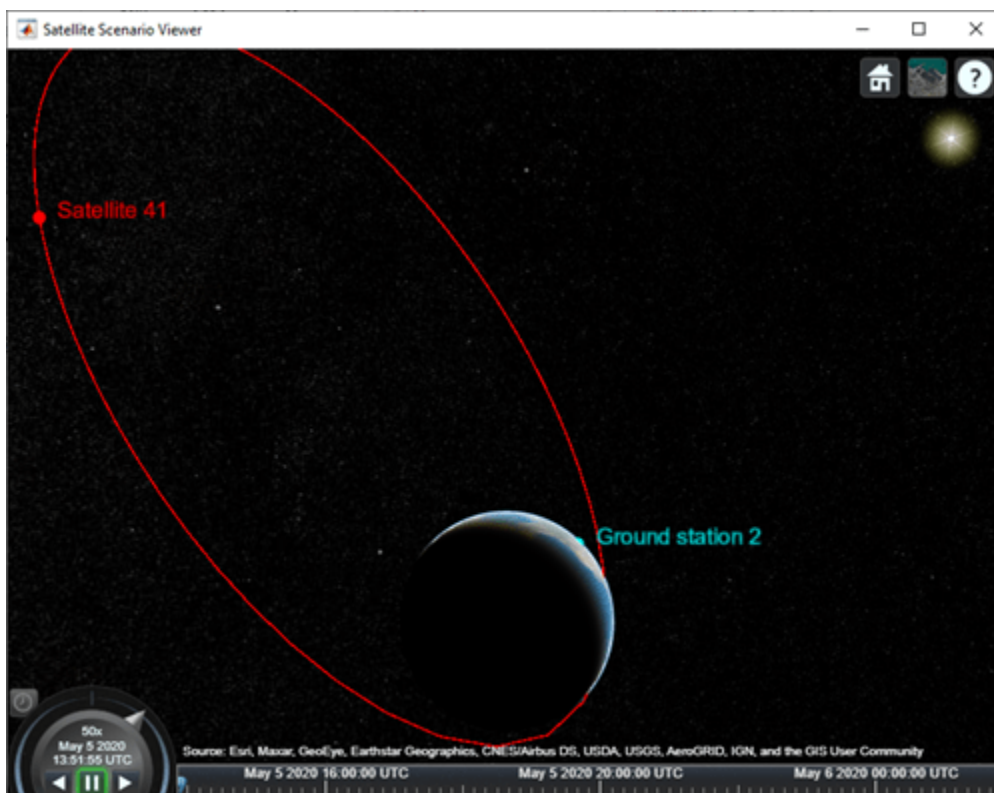 Satellite Scenario Viewer
?
Satellite 41
Ground station 2
50x
May 5 2020
13:51:55 UTC
Source: Esri, Maxar, GeoEye, Earthstar Geographics, CNES/Airbus DS, USDA, USGS, AeroGRID, IGN, and the GIS User Community
May 5 2020 16:00:00 UTC May 5 2020 20:00:00 UTC May 6 2020 00:00:00 UTC